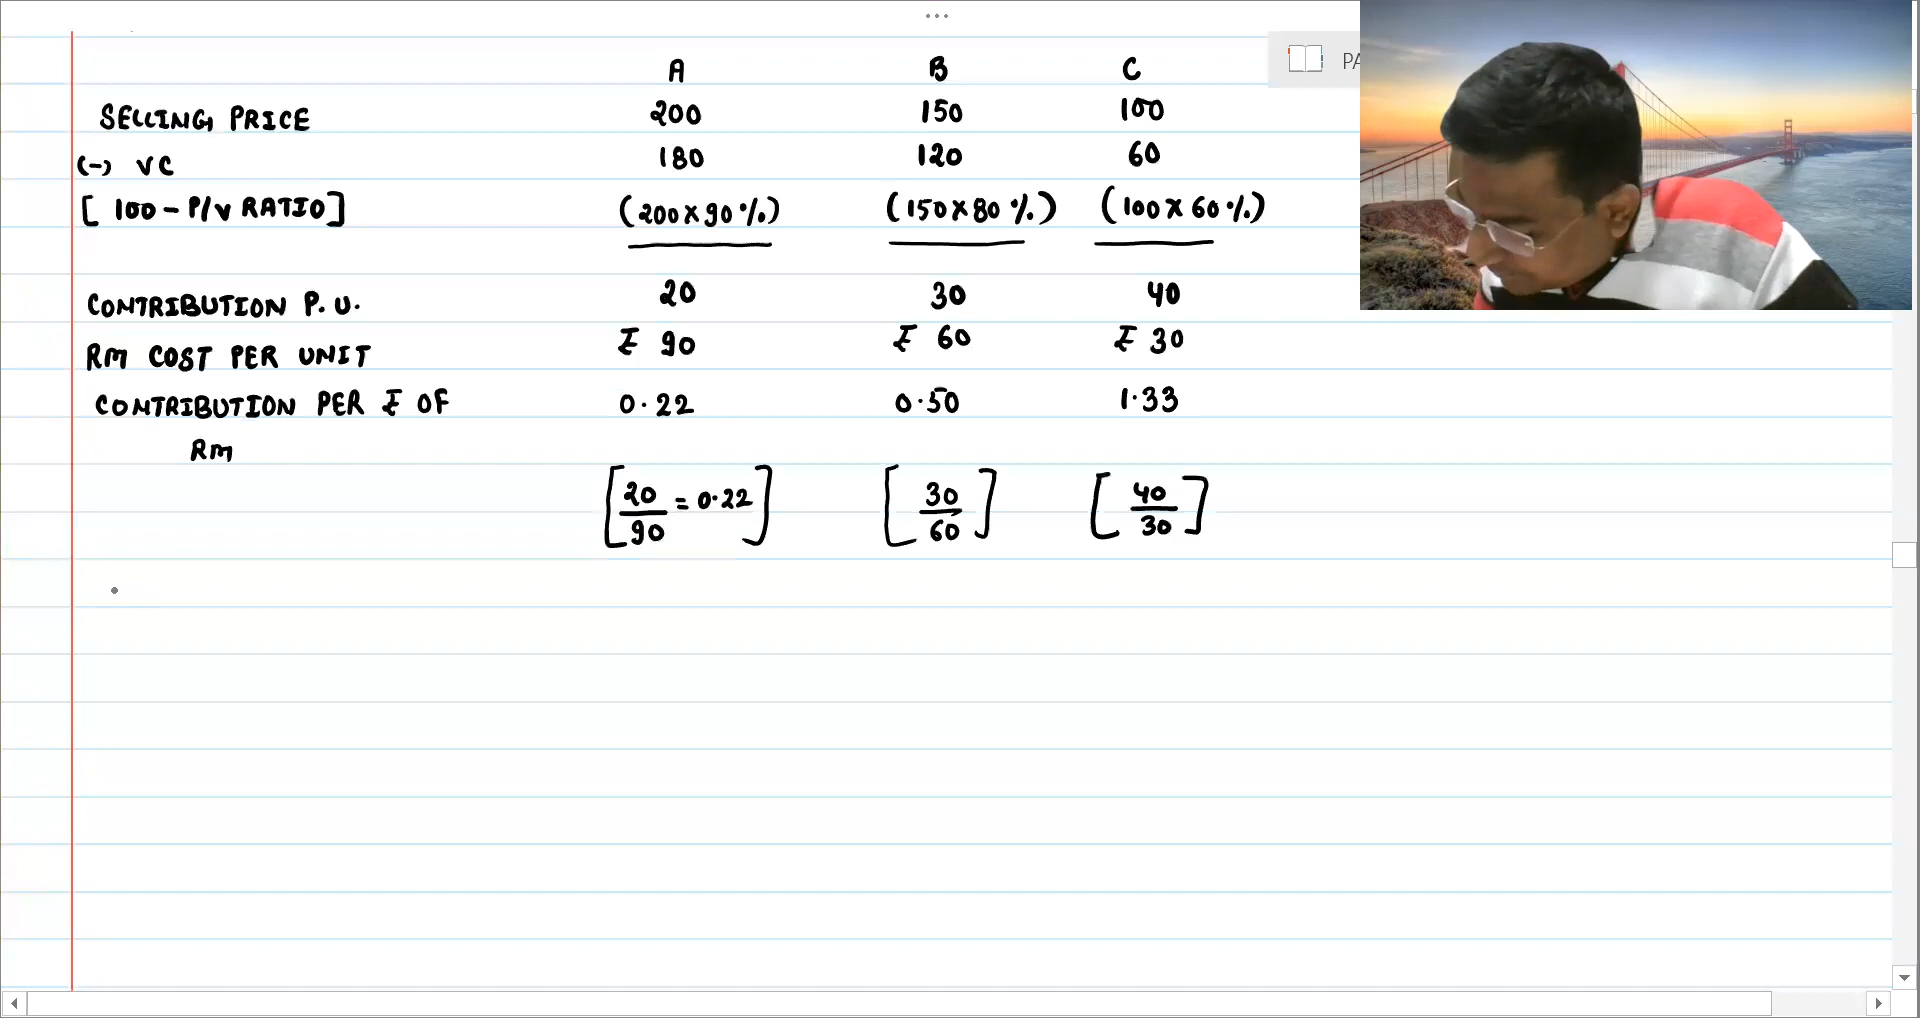 A B C
SELLING PRICE 200 150 100
(-) VC 180 120 60
[ 100 - P/V RATIO] (200 X 90 %) (150 X 80 %) (100 X 60 %)
CONTRIBUTION P. U. 20 30 40
RM COST PER UNIT ₹ 90 ₹ 60 ₹ 30
CONTRIBUTION PER ₹ OF 0.22 0.50 1.33
RM
[20/90 = 0.22] [30/60] [40/30]